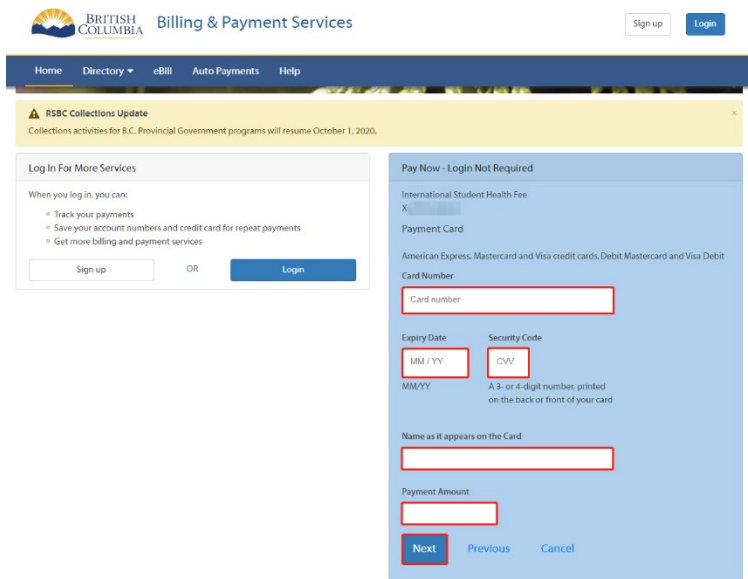 BRITISH
COLUMBIA
Billing & Payment Services
Sign up
Login
Home Directory eBill Auto Payments Help
RSBC Collections Update
×
Collections activities for B.C. Provincial Government programs will resume October 1, 2020.
Log In For More Services
When you log in, you can:
Track your payments
Save your account numbers and credit card for repeat payments
Get more billing and payment services
Sign up OR Login
Pay Now - Login Not Required
International Student Health Fee
X
Payment Card
American Express, Mastercard and Visa credit cards, Debit Mastercard and Visa Debit
Card Number
Card number
Expiry Date Security Code
MM / YY CVV
MM/YY A 3- or 4-digit number, printed
on the back or front of your card
Name as it appears on the Card
Payment Amount
Next Previous Cancel